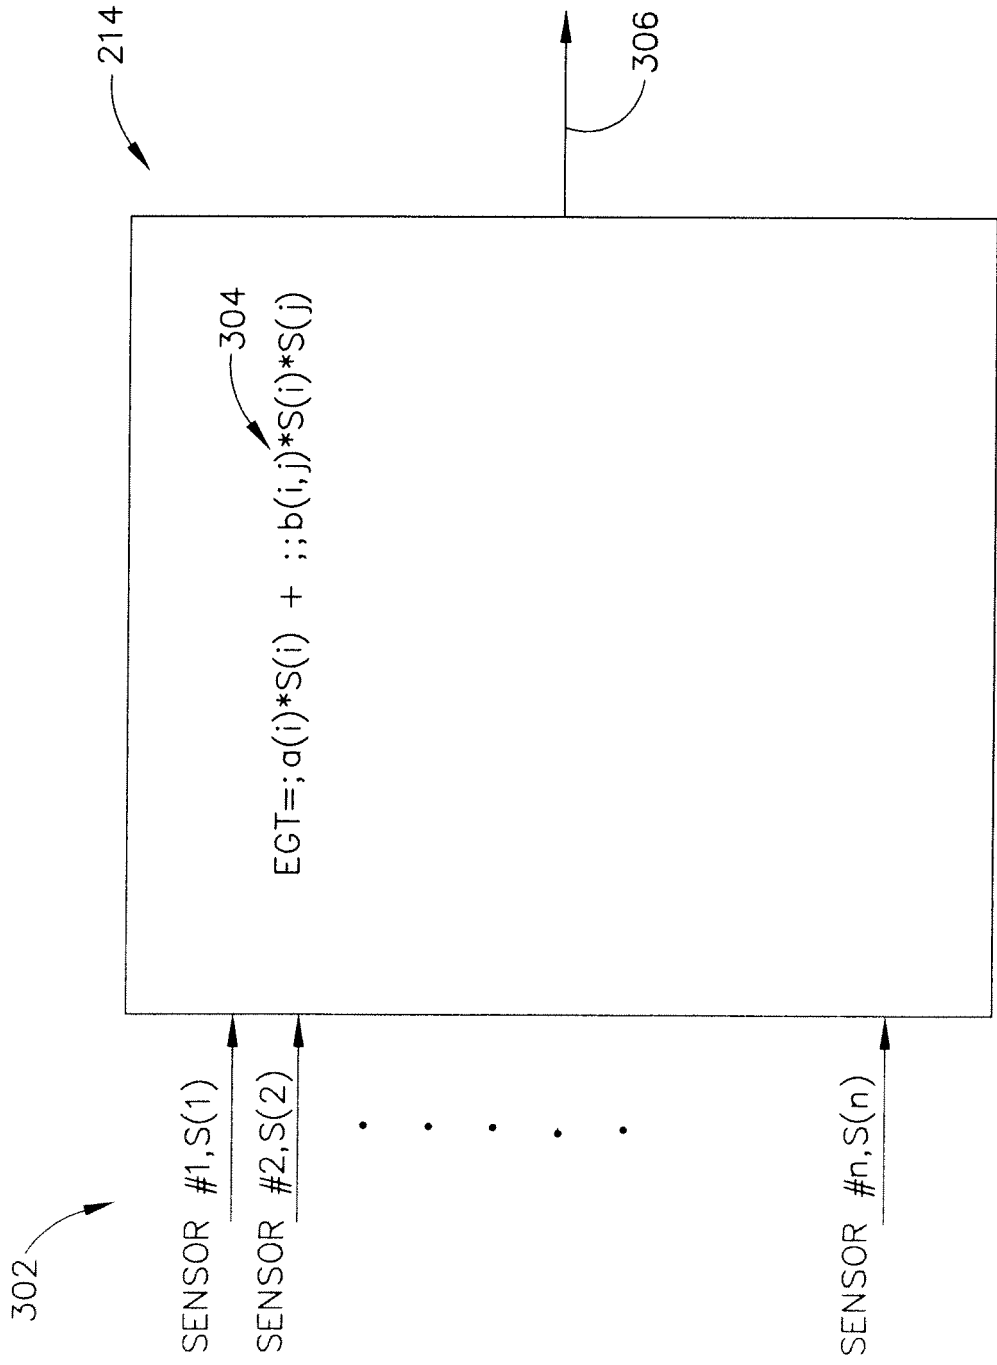 302
SENSOR #1,S(1)
SENSOR #2,S(2)
SENSOR #n,S(n)
EGT=;a(i)*S(i) + ;;b(i,j)*S(i)*S(j)
304
214
306